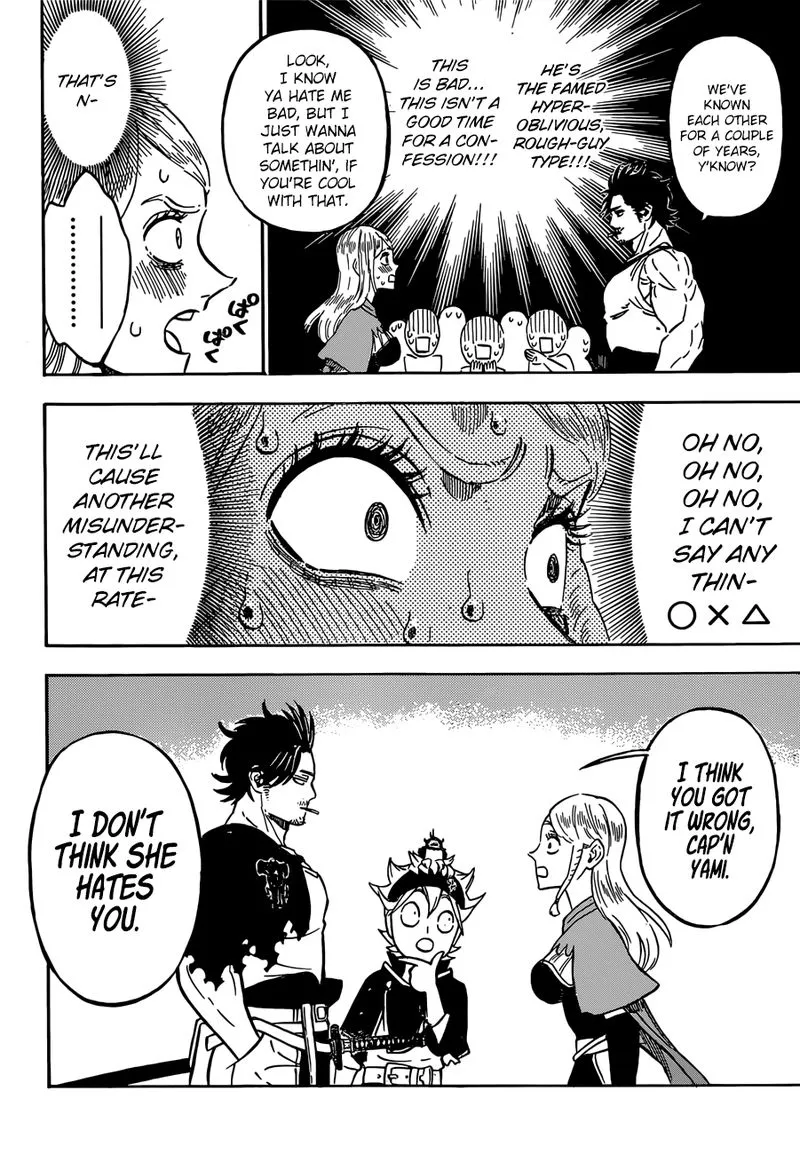 WE'VE
KNOWN
EACH OTHER
FOR A COUPLE
OF YEARS,
Y'KNOW?
HE'S
THE FAMED
HYPER-
OBLIVIOUS,
ROUGH-GUY
TYPE!!!
THIS
IS BAD...
THIS ISN'T A
GOOD TIME
FOR A CON-
FESSION!!!
LOOK,
I KNOW
YA HATE ME
BAD, BUT I
JUST WANNA
TALK ABOUT
SOMETHIN', IF
YOU'RE COOL
WITH THAT.
THAT'S
N-
OH NO,
OH NO,
OH NO,
I CAN'T
SAY ANY
THIN-
○×△
THIS'LL
CAUSE
ANOTHER
MISUNDER-
STANDING,
AT THIS
RATE-
I THINK
YOU GOT
IT WRONG,
CAP'N
YAMI.
I DON'T
THINK SHE
HATES
YOU.